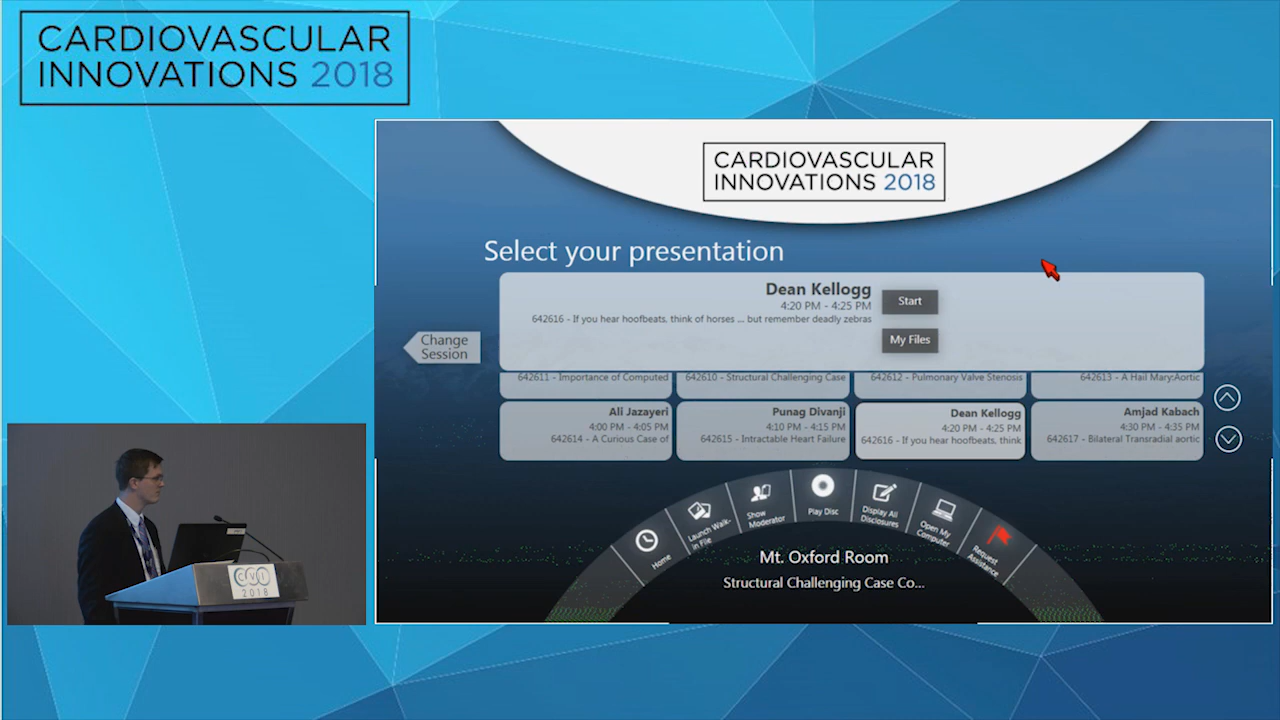 CARDIOVASCULAR
INNOVATIONS 2018
CARDIOVASCULAR
INNOVATIONS 2018
Select your presentation
Dean Kellogg
4:20 PM - 4:25 PM
642616 - If you hear hoofbeats, think of horses ... but remember deadly zebras
Start
My Files
Change
Session
642611 - Importance of Computed
642610 - Structural Challenging Case
642612 - Pulmonary Valve Stenosis
642613 - A Hail Mary:Aortic
Ali Jazayeri
4:00 PM - 4:05 PM
642614 - A Curious Case of
Punag Divanji
4:10 PM - 4:15 PM
642615 - Intractable Heart Failure
Dean Kellogg
4:20 PM - 4:25 PM
642616 - If you hear hoofbeats, think
Amjad Kabach
4:30 PM - 4:35 PM
642617 - Bilateral Transradial aortic
Home
Launch Walk-
in File
Show
Moderator
Play Disc
Display All
Disclosures
Open My
Computer
Request
Assistance
Mt. Oxford Room
Structural Challenging Case Co...
CVI
2018